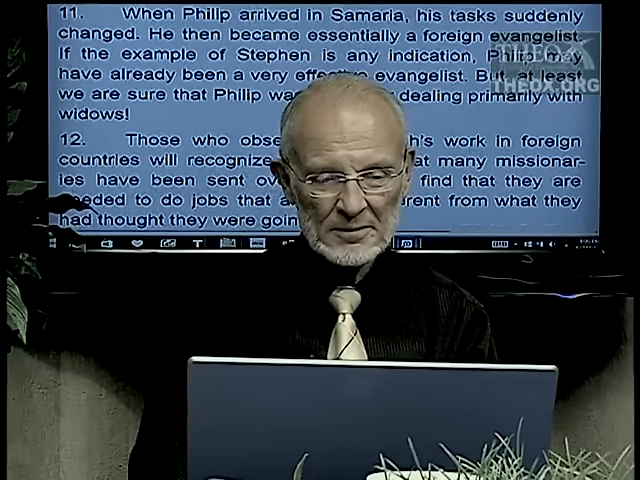 11. When Philip arrived in Samaria, his tasks suddenly
changed. He then became essentially a foreign evangelist.
If the example of Stephen is any indication, Philip may
have already been a very effective evangelist. But, at least
we are sure that Philip was dealing primarily with
widows!
12. Those who obse h's work in foreign
countries will recognize at many missionar-
ies have been sent ove find that they are
needed to do jobs that a rent from what they
had thought they were goin
THEOX
THEOX.ORG